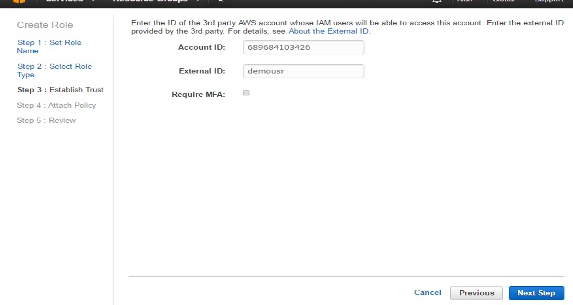 Services
Resource Groups
Global
Support
Create Role
Enter the ID of the 3rd party AWS account whose IAM users will be able to access this account. Enter the external ID
provided by the 3rd party. For details, see About the External ID.
Step 1 : Set Role
Name
Step 2 : Select Role
Type
Step 3 : Establish Trust
Step 4 : Attach Policy
Step 5 : Review
Account ID: 689684103426
External ID: demousr
Require MFA:
Cancel Previous Next Step